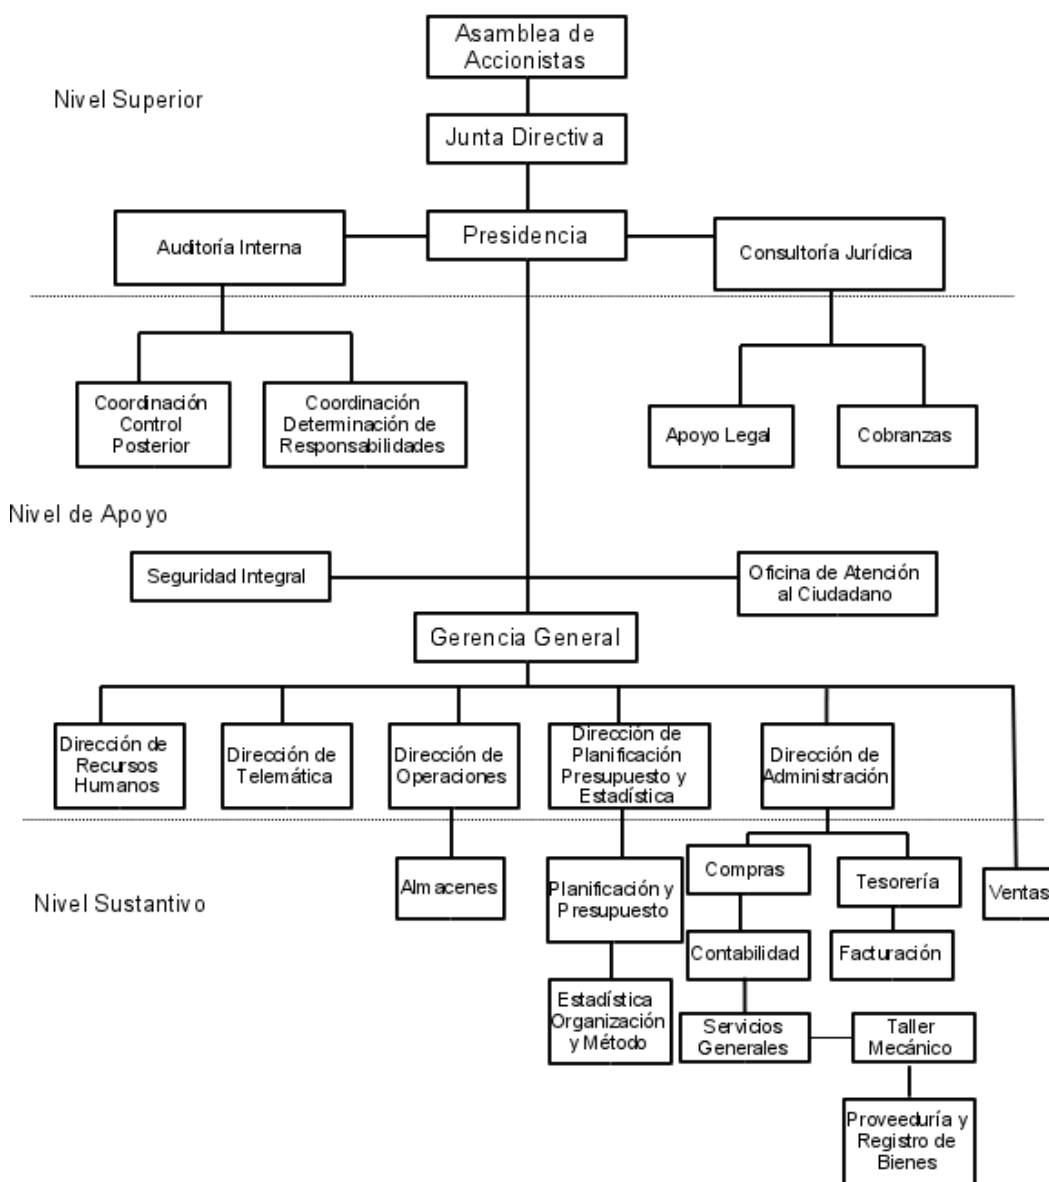 Asamblea de
Accionistas
Nivel Superior
Junta Directiva
Auditoría Interna
Presidencia
Consultoría Jurídica
Coordinación
Control
Posterior
Coordinación
Determinación de
Responsabilidades
Apoyo Legal
Cobranzas
Nivel de Apoyo
Seguridad Integral
Oficina de Atención
al Ciudadano
Gerencia General
Dirección de
Recursos
Humanos
Dirección de
Telemática
Dirección de
Operaciones
Dirección de
Planificación
Presupuesto y
Estadística
Dirección de
Administración
Nivel Sustantivo
Almacenes
Planificación y
Presupuesto
Compras
Tesorería
Ventas
Contabilidad
Facturación
Estadística
Organización
y Método
Servicios
Generales
Taller
Mecánico
Proveeduría y
Registro de
Bienes